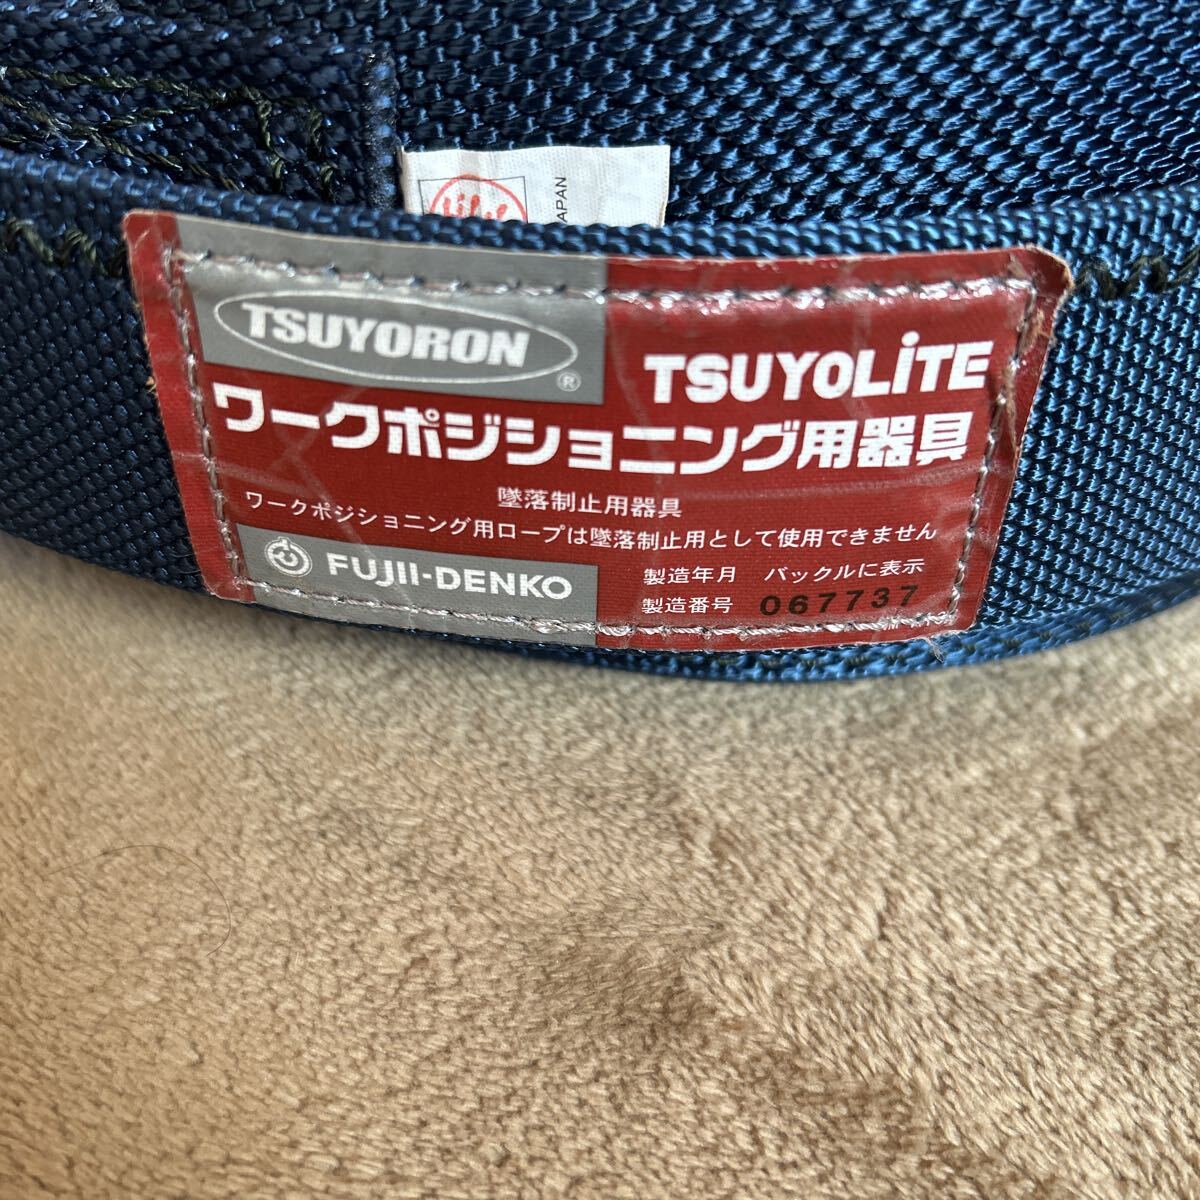 JAPAN
TSUYORON
®
TSUYOLiTE
ワークポジショニング用器具
墜落制止用器具
ワークポジショニング用ロープは墜落制止用として使用できません
FUJII-DENKO
製造年月 バックルに表示
製造番号 067737